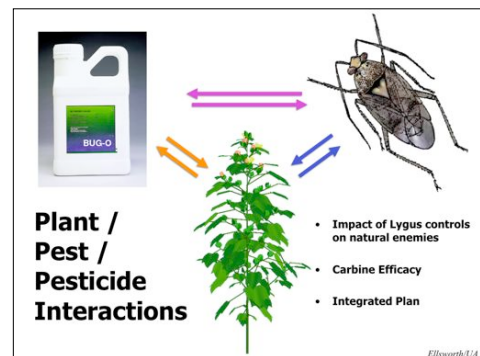 BUG-O
Plant /
Pest /
Pesticide
Interactions
• Impact of Lygus controls
on natural enemies
• Carbine Efficacy
• Integrated Plan
Ellsworth/UA